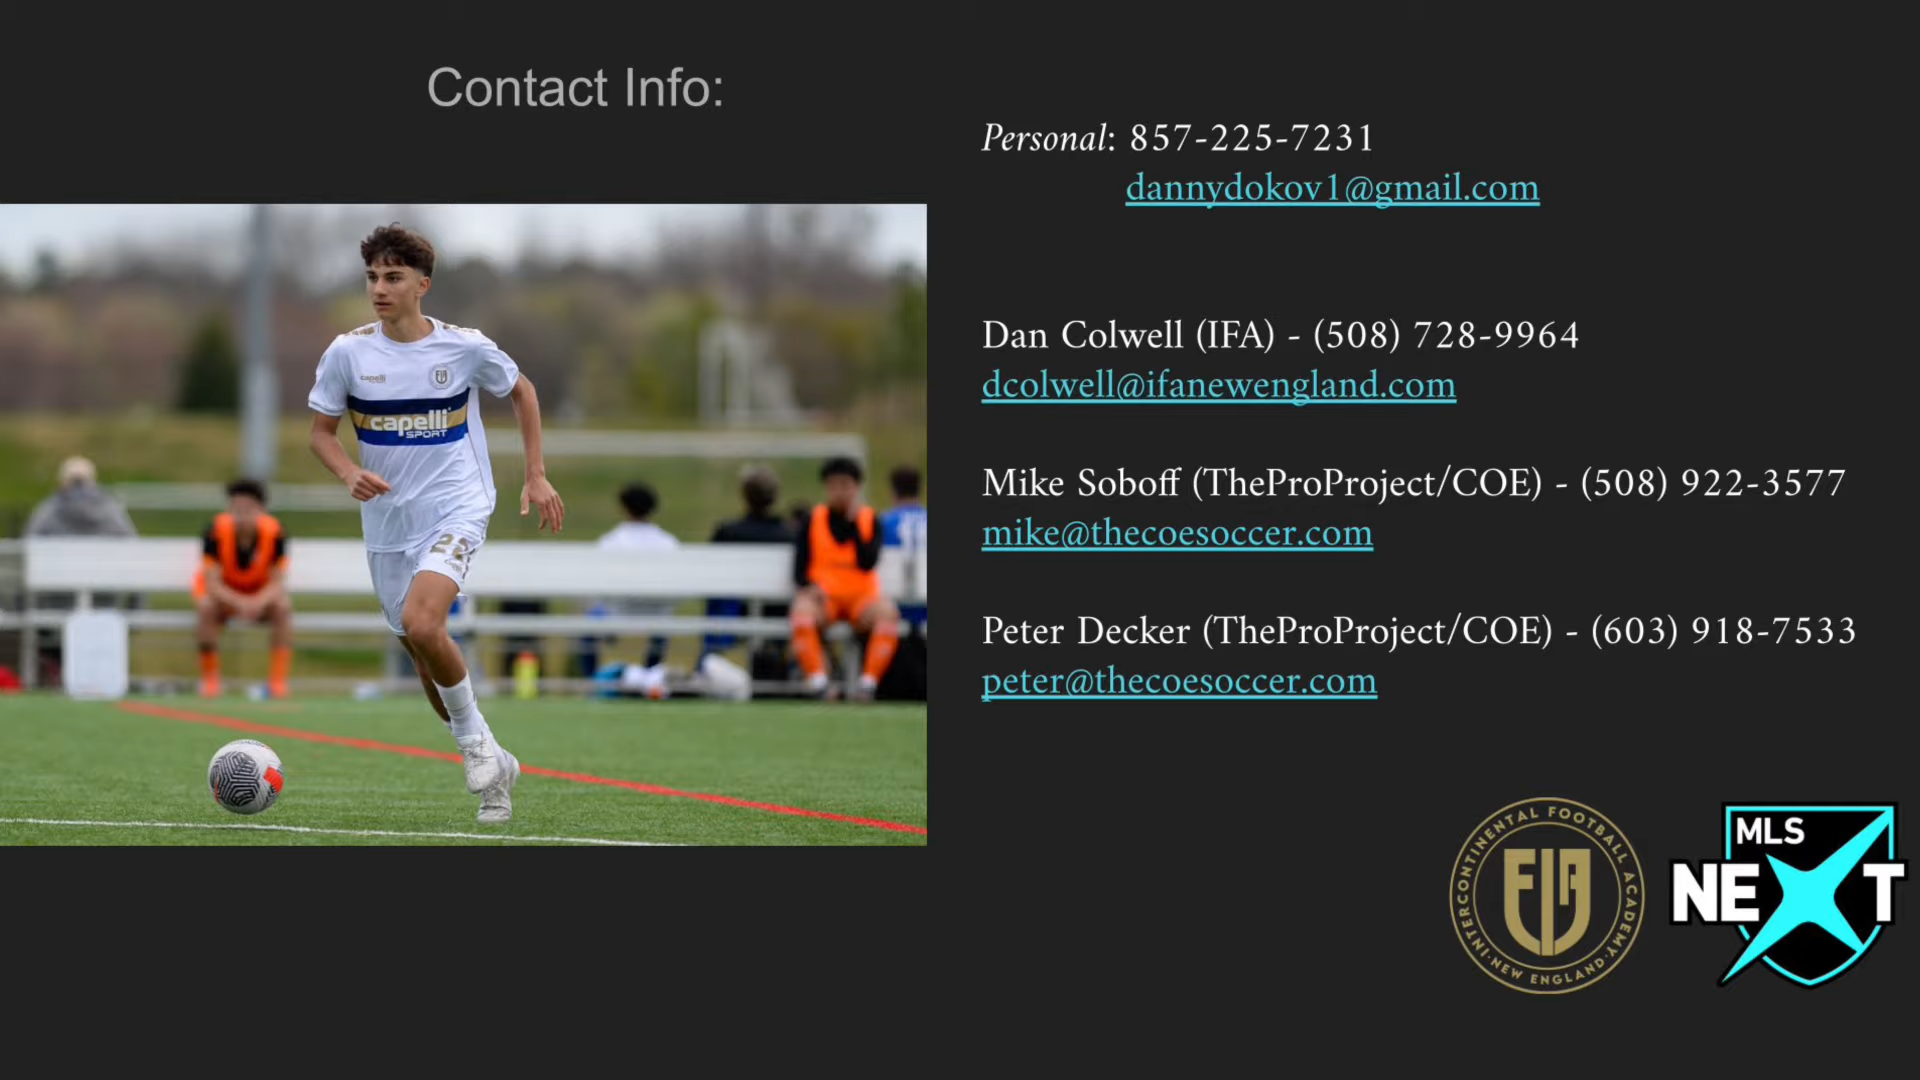 Contact Info:
Personal: 857-225-7231
dannydokov1@gmail.com
Dan Colwell (IFA) - (508) 728-9964
dcolwell@ifanewengland.com
Mike Soboff (TheProProject/COE) - (508) 922-3577
mike@thecoesoccer.com
Peter Decker (TheProProject/COE) - (603) 918-7533
peter@thecoesoccer.com
capelli
capelli
SPORT
25
INTERCONTINENTAL FOOTBALL ACADEMY
NEW ENGLAND
MLS
NEXT